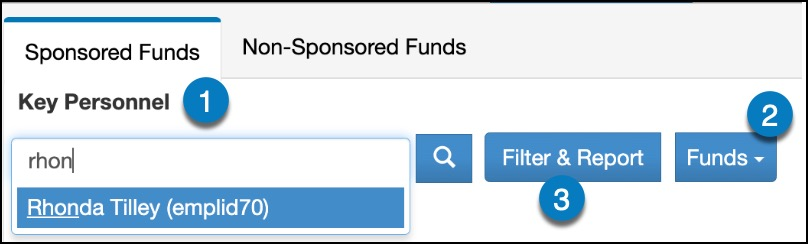 Sponsored Funds
Non-Sponsored Funds
Key Personnel
1
2
rhon
Filter & Report
Funds
3
Rhonda Tilley (emplid70)